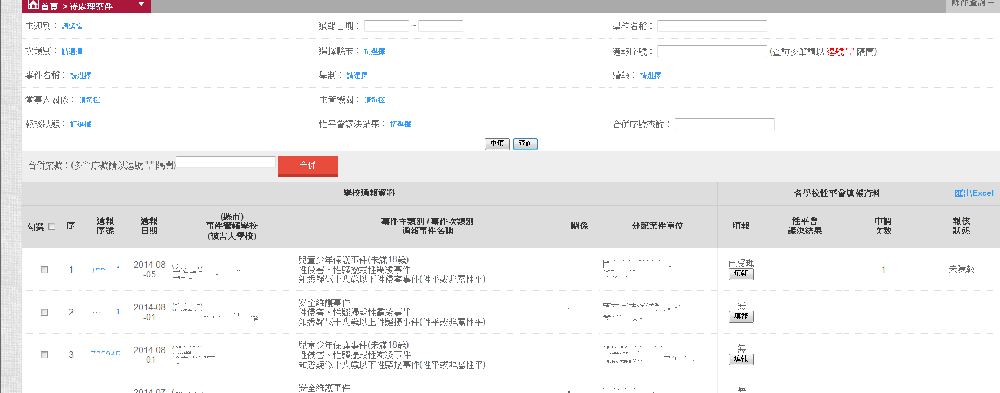 首頁 > 待處理案件
條件查詢－
主類別： 請選擇 通報日期： ~ 學校名稱：
次類別： 請選擇 選擇縣市： 請選擇 通報序號： (查詢多筆請以 逗號 "," 隔開)
事件名稱： 請選擇 學制： 請選擇 續報： 請選擇
當事人關係： 請選擇 主管機關： 請選擇
報核狀態： 請選擇 性平會議決結果： 請選擇 合併序號查詢：
重填 查詢
合併案號：(多筆序號請以逗號 "," 隔開) 合併
學校通報資料 各學校性平會填報資料 匯出Excel
勾選 序 通報序號 通報日期 (縣市)事件管轄學校(被害人學校) 事件主類別 / 事件次類別 通報事件名稱 關係 分配案件單位 填報 性平會議決結果 申調次數 報核狀態
1 2014-08-05
兒童少年保護事件(未滿18歲)
性侵害、性騷擾或性霸凌事件
知悉疑似十八歲以下性侵害事件(性平或非屬性平)
已受理
填報
1
未陳報
2 2014-08-01
安全維護事件
性侵害、性騷擾或性霸凌事件
知悉疑似十八歲以上性騷擾事件(性平或非屬性平)
無
填報
3 2014-08-01
兒童少年保護事件(未滿18歲)
性侵害、性騷擾或性霸凌事件
知悉疑似十八歲以下性騷擾事件(性平或非屬性平)
無
填報
2014-07
安全維護事件
無